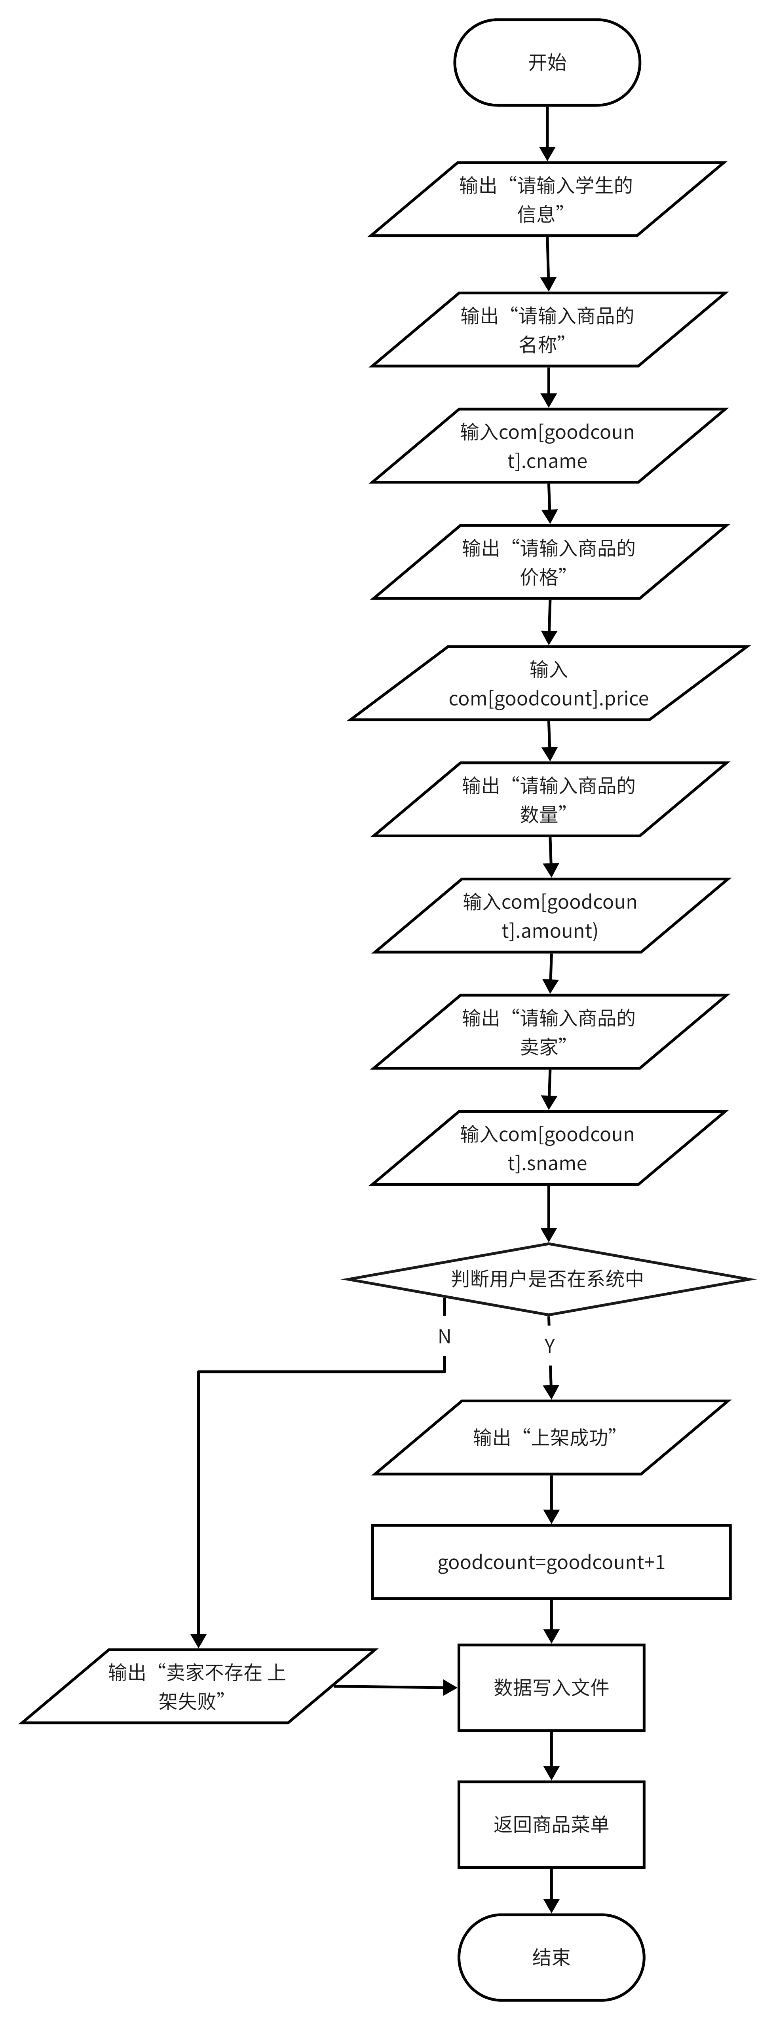 开始
输出“请输入学生的
信息”
输出“请输入商品的
名称”
输入com[goodcoun
t].cname
输出“请输入商品的
价格”
输入
com[goodcount].price
输出“请输入商品的
数量”
输入com[goodcoun
t].amount)
输出“请输入商品的
卖家”
输入com[goodcoun
t].sname
判断用户是否在系统中
N
Y
输出“上架成功”
goodcount=goodcount+1
输出“卖家不存在 上
架失败”
数据写入文件
返回商品菜单
结束